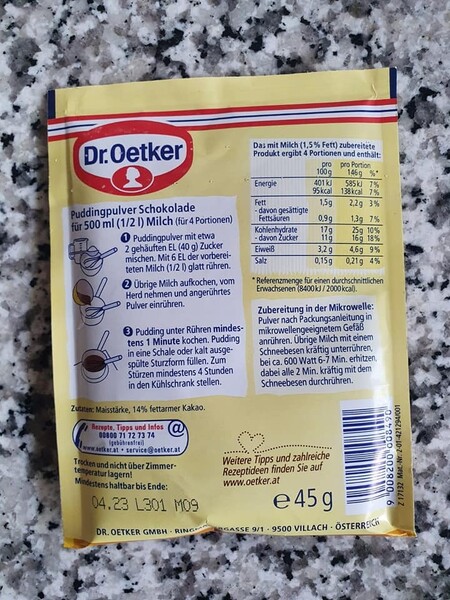 Dr.Oetker
Puddingpulver Schokolade
für 500 ml (1/2 l) Milch (für 4 Portionen)
1 Puddingpulver mit etwa
2 gehäuften EL (40 g) Zucker
mischen. Mit 6 EL der vorberei-
teten Milch (1/2 l) glatt rühren.
2 Übrige Milch aufkochen, vom
Herd nehmen und angerührtes
Pulver einrühren.
3 Pudding unter Rühren mindes-
tens 1 Minute kochen. Pudding
in eine Schale oder kalt ausge-
spülte Sturzform füllen. Zum
Stürzen mindestens 4 Stunden
in den Kühlschrank stellen.
Zutaten: Maisstärke, 14% fettarmer Kakao.
Rezepte, Tipps und Infos @
00800 71 72 73 74
(gebührenfrei)
www.oetker.at • service@oetker.at
Trocken und nicht über Zimmer-
temperatur lagern!
Mindestens haltbar bis Ende:
04.23 L301 M09
Das mit Milch (1,5% Fett) zubereitete
Produkt ergibt 4 Portionen und enthält:
pro 100g pro Portion 146g %*
Energie 401 kJ 585 kJ 7%
95 kcal 138 kcal 7%
Fett 1,5g 2,2g 3%
- davon gesättigte
Fettsäuren 0,9g 1,3g 7%
Kohlenhydrate 17g 25g 10%
- davon Zucker 11g 16g 18%
Eiweiß 3,2g 4,6g 9%
Salz 0,15g 0,21g 4%
* Referenzmenge für einen durchschnittlichen
Erwachsenen (8400 kJ / 2000 kcal).
Zubereitung in der Mikrowelle:
Pulver nach Packungsanleitung in
mikrowellengeeignetem Gefäß
anrühren. Übrige Milch mit einem
Schneebesen kräftig unterrühren,
bei ca. 600 Watt 6-7 Min. erhitzen,
dabei alle 2 Min. kräftig mit dem
Schneebesen durchrühren.
Weitere Tipps und zahlreiche
Rezeptideen finden Sie auf
www.oetker.at
e 45 g
DR. OETKER GMBH · 9/1 · 9500 VILLACH · ÖSTERREICH